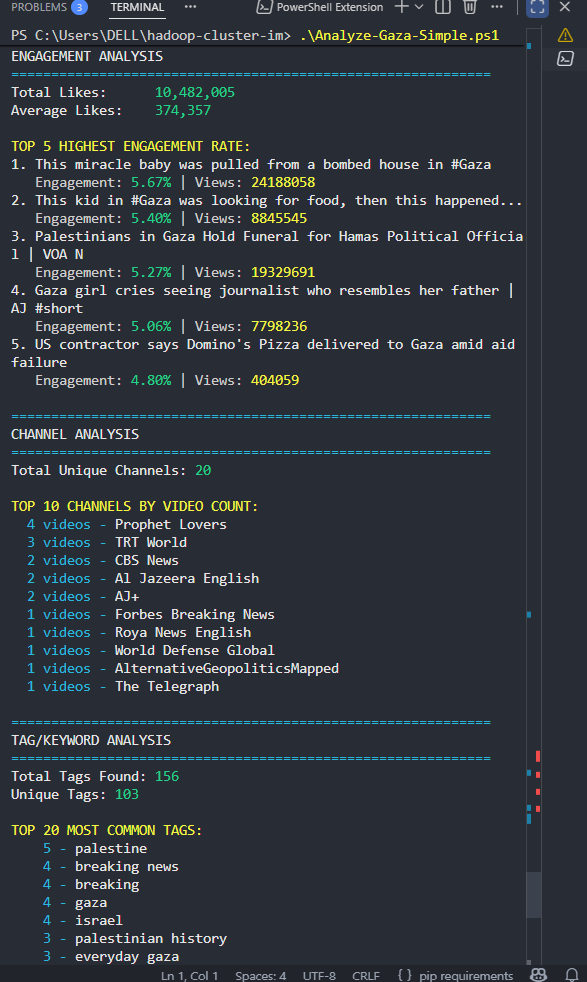 PROBLEMS 3 TERMINAL ... PowerShell Extension + ...
PS C:\Users\DELL\hadoop-cluster-im> .\Analyze-Gaza-Simple.ps1
ENGAGEMENT ANALYSIS
============================================================
Total Likes: 10,482,005
Average Likes: 374,357
TOP 5 HIGHEST ENGAGEMENT RATE:
1. This miracle baby was pulled from a bombed house in #Gaza
Engagement: 5.67% | Views: 24188058
2. This kid in #Gaza was looking for food, then this happened...
Engagement: 5.40% | Views: 8845545
3. Palestinians in Gaza Hold Funeral for Hamas Political Officia
l | VOA N
Engagement: 5.27% | Views: 19329691
4. Gaza girl cries seeing journalist who resembles her father |
AJ #short
Engagement: 5.06% | Views: 7798236
5. US contractor says Domino's Pizza delivered to Gaza amid aid
failure
Engagement: 4.80% | Views: 404059
============================================================
CHANNEL ANALYSIS
============================================================
Total Unique Channels: 20
TOP 10 CHANNELS BY VIDEO COUNT:
4 videos - Prophet Lovers
3 videos - TRT World
2 videos - CBS News
2 videos - Al Jazeera English
2 videos - AJ+
1 videos - Forbes Breaking News
1 videos - Roya News English
1 videos - World Defense Global
1 videos - AlternativeGeopoliticsMapped
1 videos - The Telegraph
============================================================
TAG/KEYWORD ANALYSIS
============================================================
Total Tags Found: 156
Unique Tags: 103
TOP 20 MOST COMMON TAGS:
5 - palestine
4 - breaking news
4 - breaking
4 - gaza
4 - israel
3 - palestinian history
3 - everyday gaza
Ln 1, Col 1 Spaces: 4 UTF-8 CRLF { } pip requirements